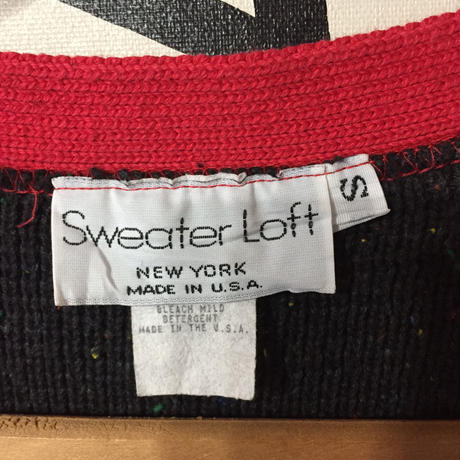 Sweater Loft
NEW YORK
MADE IN U.S.A.
S
BLEACH MILD
DETERGENT
MADE IN THE U.S.A.